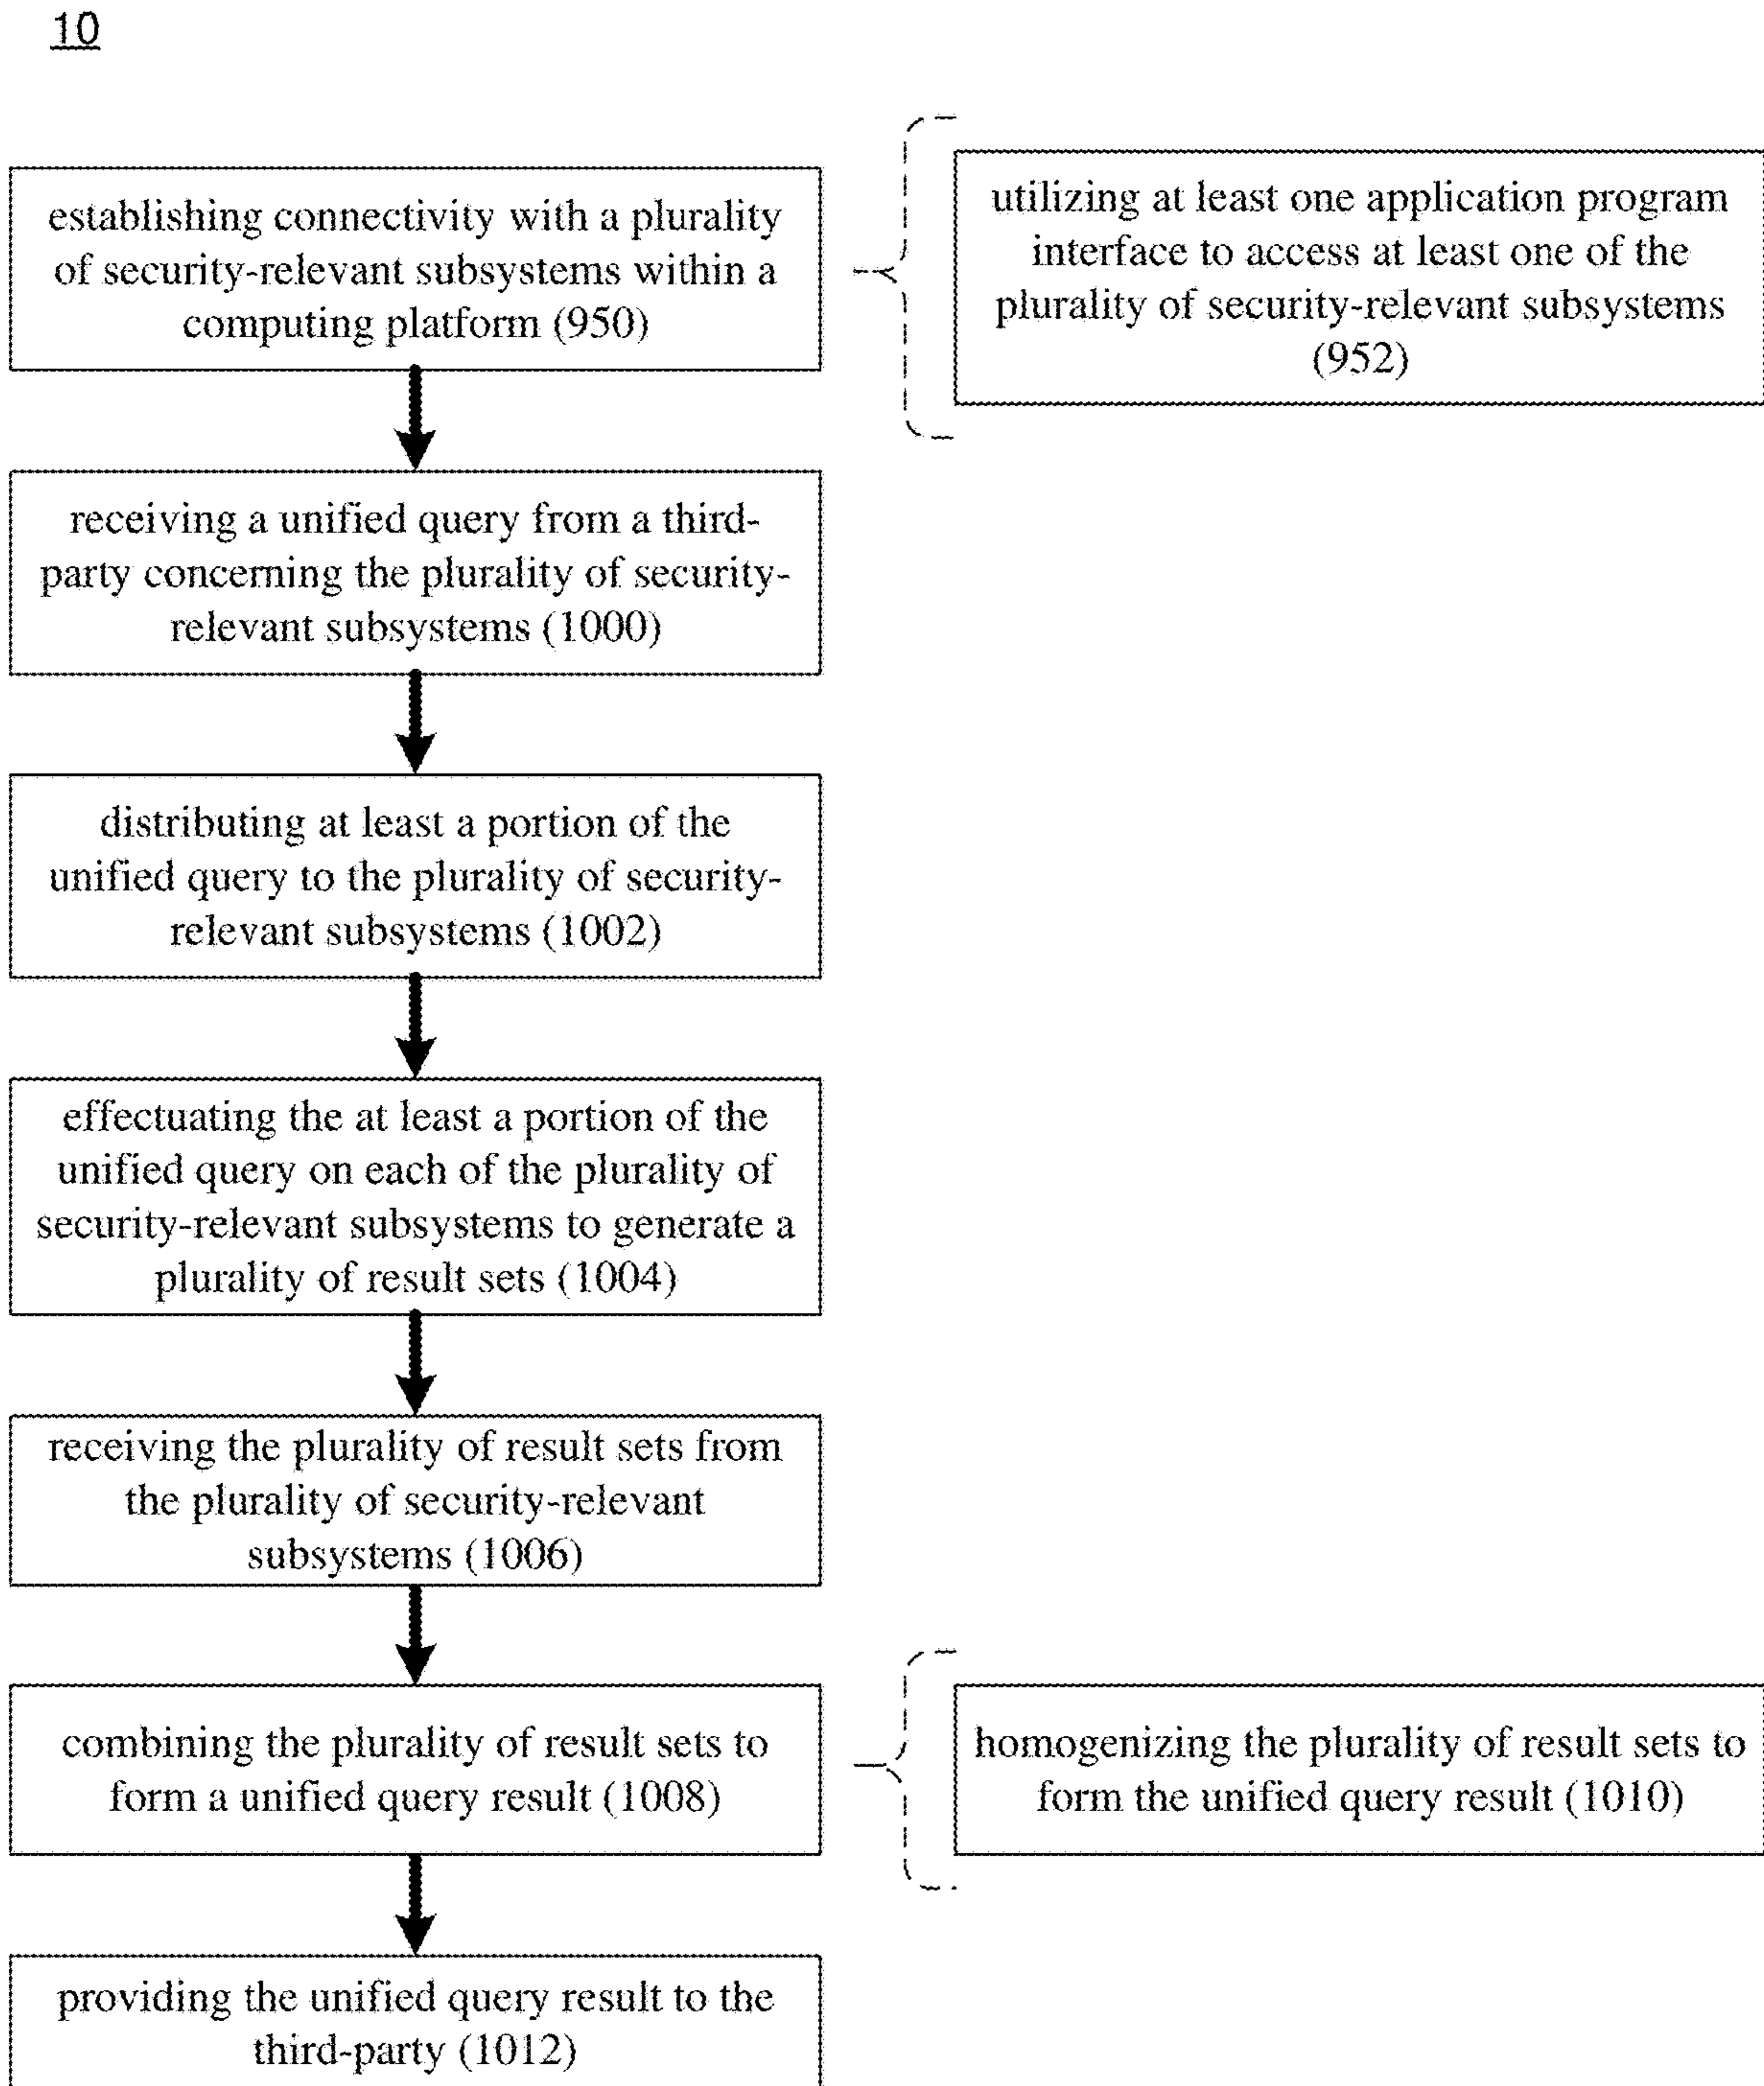 10
establishing connectivity with a plurality
of security-relevant subsystems within a
computing platform (950)
utilizing at least one application program
interface to access at least one of the
plurality of security-relevant subsystems
(952)
receiving a unified query from a third-
party concerning the plurality of security-
relevant subsystems (1000)
distributing at least a portion of the
unified query to the plurality of security-
relevant subsystems (1002)
effectuating the at least a portion of the
unified query on each of the plurality of
security-relevant subsystems to generate a
plurality of result sets (1004)
receiving the plurality of result sets from
the plurality of security-relevant
subsystems (1006)
combining the plurality of result sets to
form a unified query result (1008)
homogenizing the plurality of result sets to
form the unified query result (1010)
providing the unified query result to the
third-party (1012)